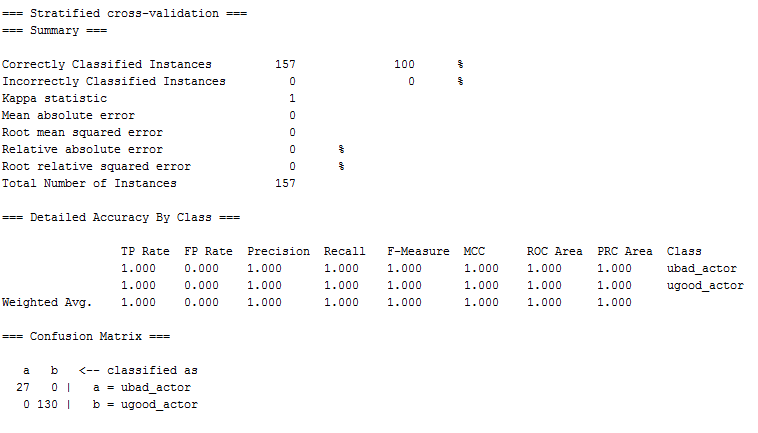 === Stratified cross-validation ===
=== Summary ===
Correctly Classified Instances         157              100      %
Incorrectly Classified Instances         0                0      %
Kappa statistic                          1
Mean absolute error                      0
Root mean squared error                  0
Relative absolute error                  0      %
Root relative squared error              0      %
Total Number of Instances              157
=== Detailed Accuracy By Class ===
TP Rate  FP Rate  Precision  Recall   F-Measure  MCC      ROC Area  PRC Area  Class
1.000    0.000    1.000      1.000    1.000      1.000    1.000     1.000     ubad_actor
1.000    0.000    1.000      1.000    1.000      1.000    1.000     1.000     ugood_actor
Weighted Avg.    1.000    0.000    1.000      1.000    1.000      1.000    1.000     1.000
=== Confusion Matrix ===
a   b   <-- classified as
27   0 |   a = ubad_actor
0 130 |   b = ugood_actor